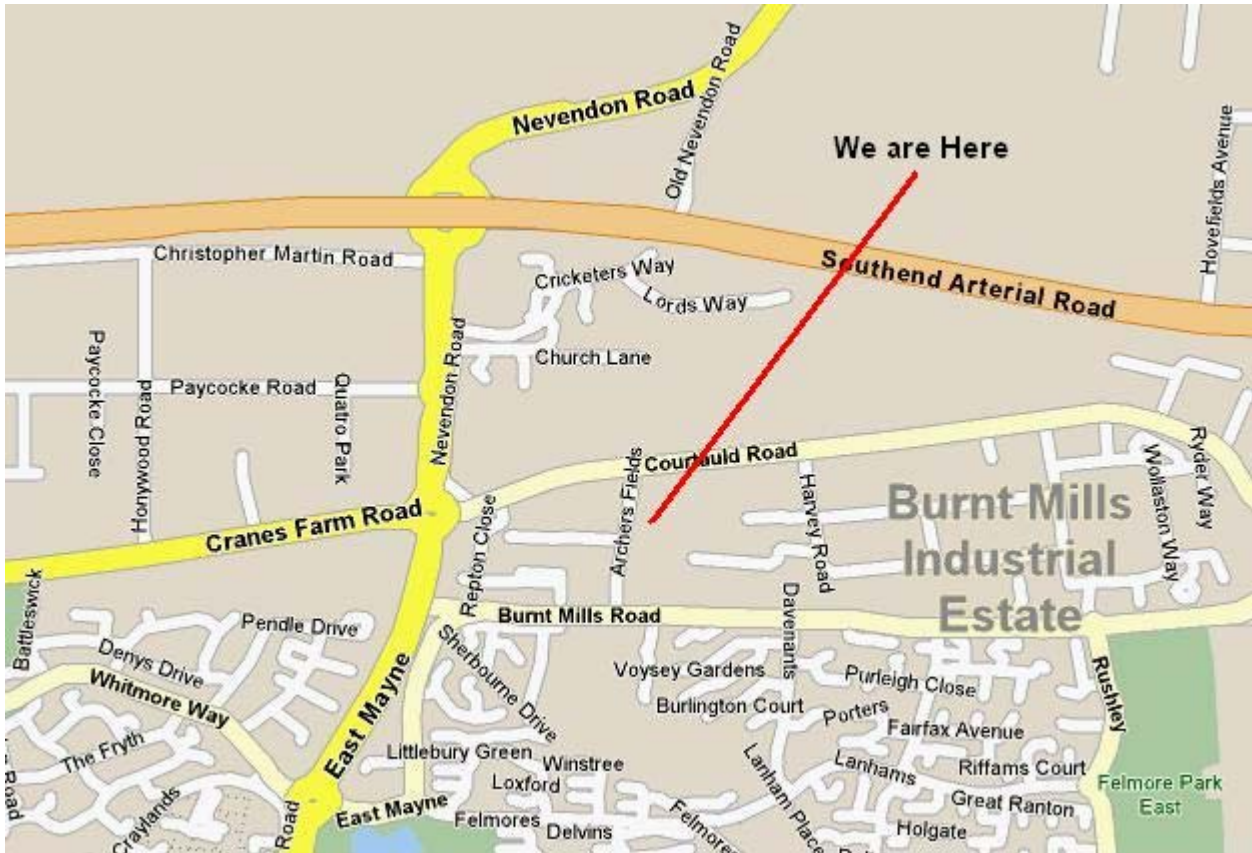 Nevendon Road
Old Nevendon Road
We are Here
Hovefields Avenue
Christopher Martin Road
Cricketers Way
Lords Way
Southend Arterial Road
Church Lane
Nevendon Road
Paycocke Close
Honywood Road
Paycocke Road
Quatro Park
Courtauld Road
Archers Fields
Harvey Road
Ryder Way
Wollaston Way
Burnt Mills
Industrial
Estate
Cranes Farm Road
Repton Close
Burnt Mills Road
Davenants
Battleswick
Pendle Drive
Denys Drive
Whitmore Way
Sherbourne Drive
Voysey Gardens
Burlington Court
Purleigh Close
Porters
Fairfax Avenue
Rushley
East Mayne
The Fryth
Littlebury Green
Winstree
Loxford
Lanham Place
Lanhams
Riffams Court
Great Ranton
Felmore Park
East
Road
Craylands
Road
East Mayne
Felmores
Delvins
Felmores
Holgate